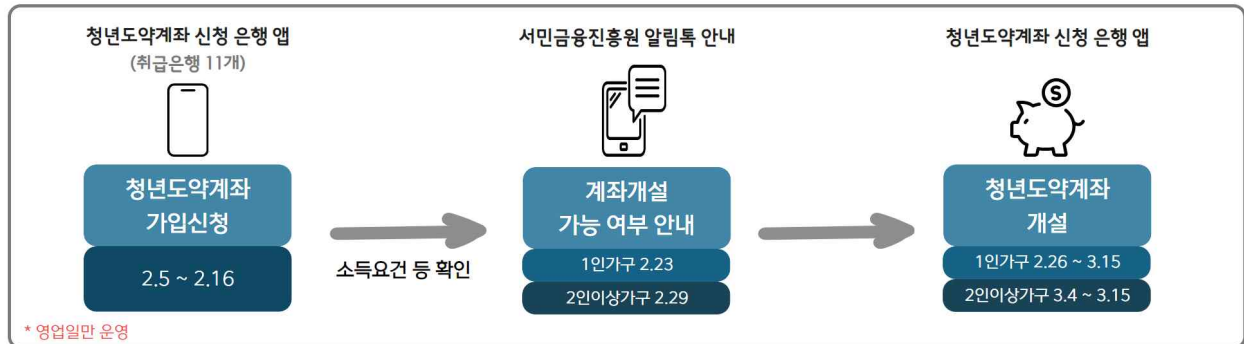 청년도약계좌 신청 은행 앱
(취급은행 11개)
청년도약계좌
가입신청
2.5 ~ 2.16
소득요건 등 확인
서민금융진흥원 알림톡 안내
계좌개설
가능 여부 안내
1인가구 2.23
2인이상가구 2.29
청년도약계좌 신청 은행 앱
S
청년도약계좌
개설
1인가구 2.26 ~ 3.15
2인이상가구 3.4 ~ 3.15
* 영업일만 운영